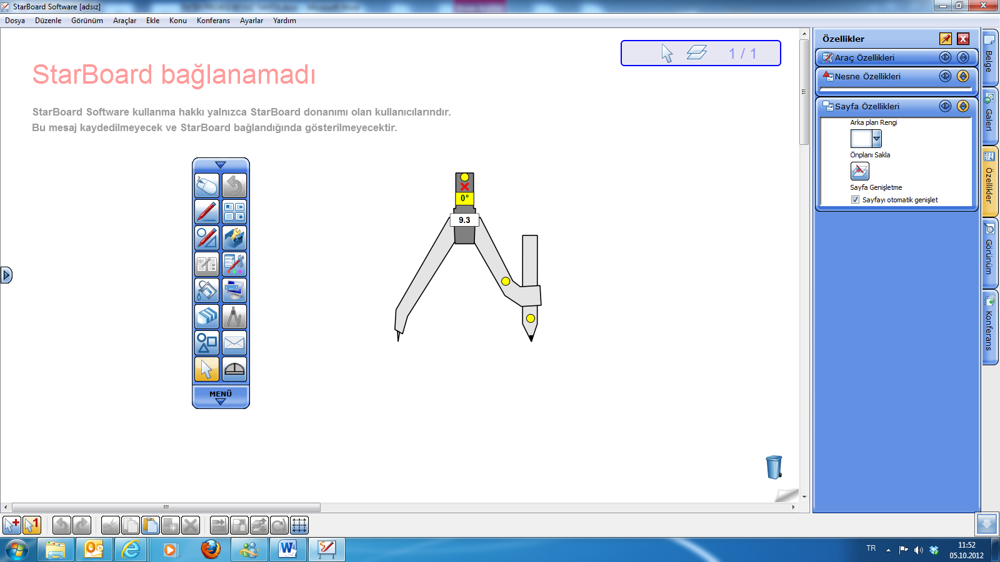 StarBoard Software [adsız]
Dosya Düzenle Görünüm Araçlar Ekle Konu Konferans Ayarlar Yardım
StarBoard bağlanamadı
StarBoard Software kullanma hakkı yalnızca StarBoard donanımı olan kullanıcılarındır.
Bu mesaj kaydedilmeyecek ve StarBoard bağlandığında gösterilmeyecektir.
1 / 1
0°
9.3
MENÜ
Özellikler
Araç Özellikleri
Nesne Özellikleri
Sayfa Özellikleri
Arka plan Rengi
Önplanı Sakla
Sayfa Genişletme
Sayfayı otomatik genişlet
Belge
Galeri
Özellikler
Görünüm
Konferans
1
TR
11:52
05.10.2012